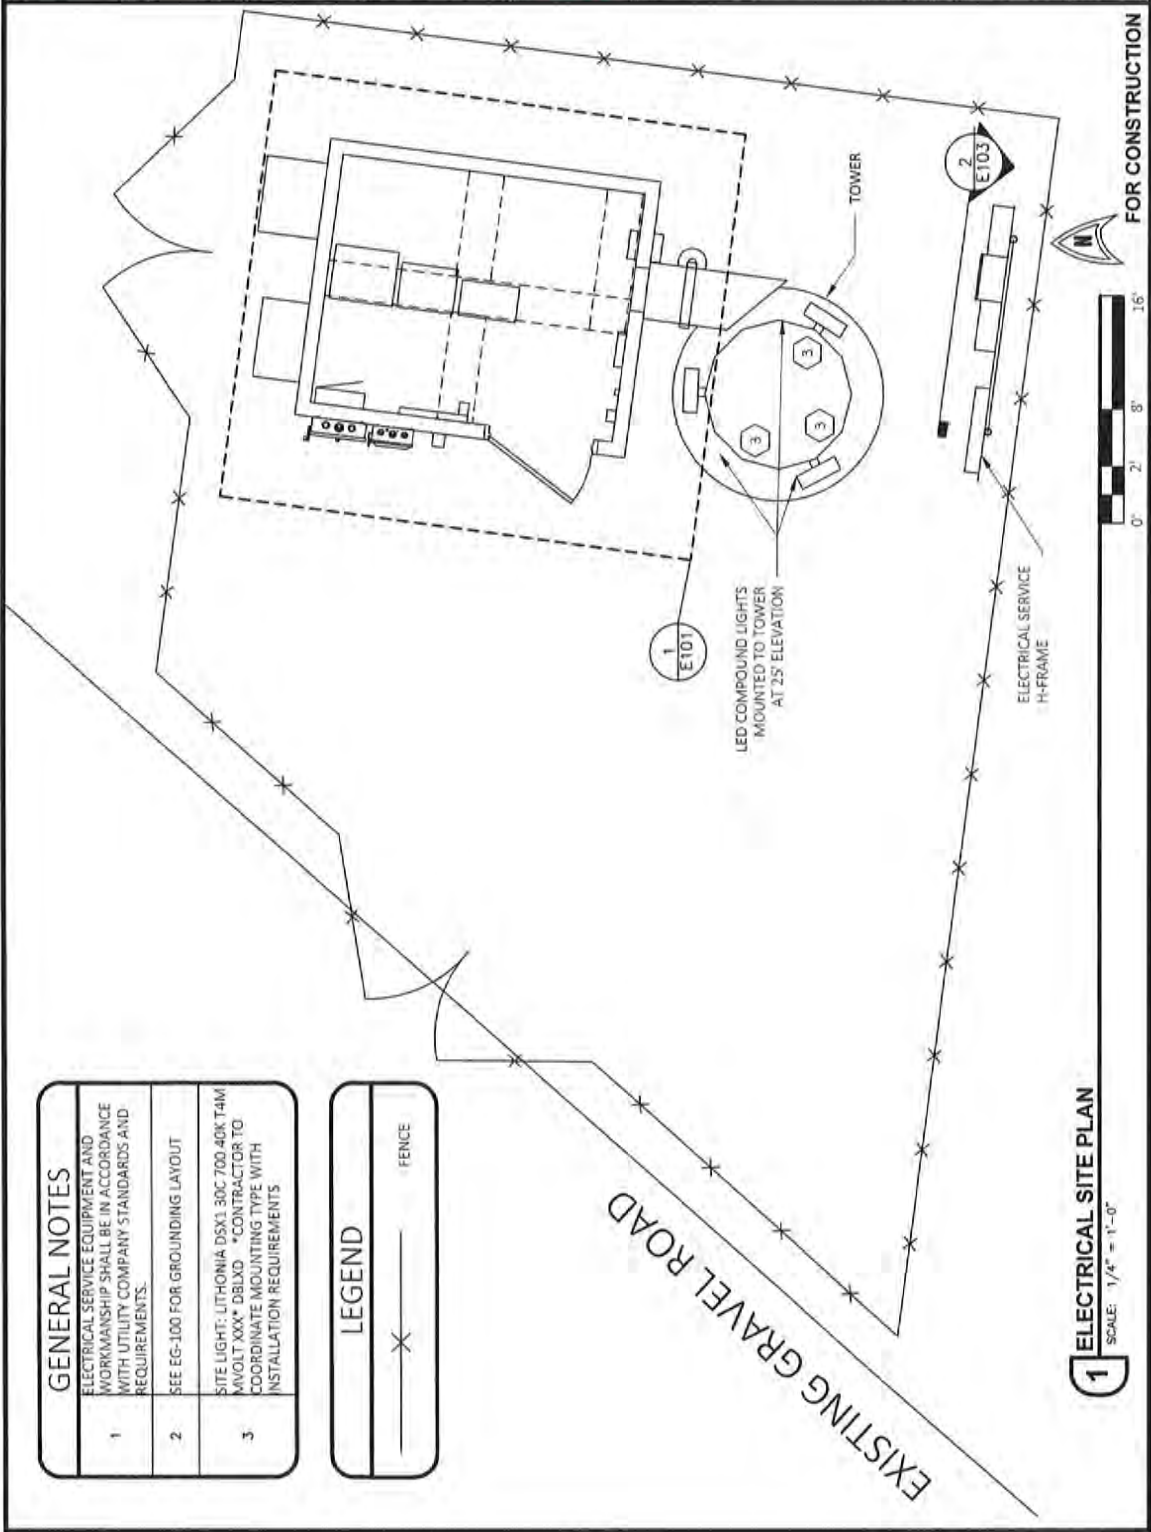 GENERAL NOTES
1
ELECTRICAL SERVICE EQUIPMENT AND
WORKMANSHIP SHALL BE IN ACCORDANCE
WITH UTILITY COMPANY STANDARDS AND
REQUIREMENTS.
2
SEE EG-100 FOR GROUNDING LAYOUT
3
SITE LIGHT: LITHONIA DSX1 30C 700 40K T4M
MVOLT XXX* DBLXD *CONTRACTOR TO
COORDINATE MOUNTING TYPE WITH
INSTALLATION REQUIREMENTS
LEGEND
FENCE
EXISTING GRAVEL ROAD
1
E101
LED COMPOUND LIGHTS
MOUNTED TO TOWER
AT 25' ELEVATION
3
3
3
TOWER
2
E103
ELECTRICAL SERVICE
H-FRAME
N
1
ELECTRICAL SITE PLAN
SCALE: 1/4" = 1'-0"
0" 2' 8' 16'
FOR CONSTRUCTION